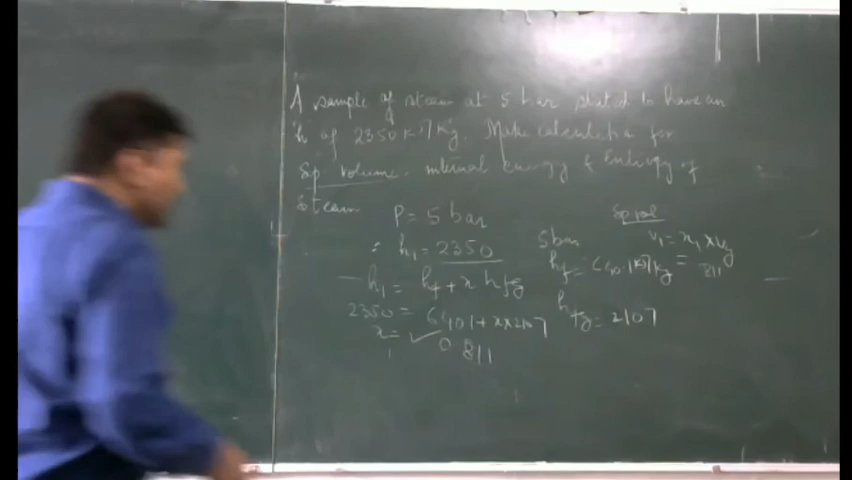 A sample of steam at 5 bar stated to have an
'h' of 2350 KJ/Kg. Make calculation for
Sp. volume, internal energy & Entropy of
steam
P = 5 bar
∴ h₁ = 2350
h₁ = hf + x hfg
2350 = 640.1 + x × 2107
x₁ = 0.811
5 bar
hf = 640.1 KJ/Kg
hfg = 2107
Sp vol
v₁ = x₁ × vg
= .811